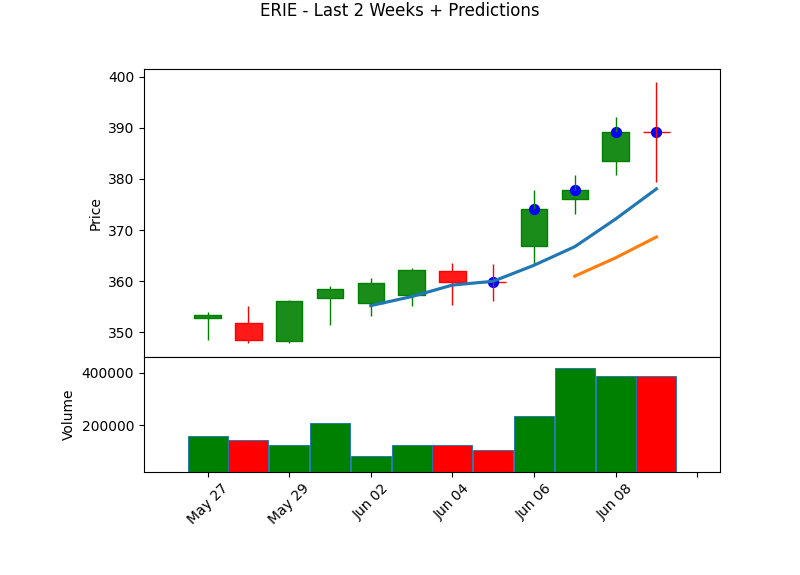 ERIE - Last 2 Weeks + Predictions
400
390
380
370
360
350
Price
400000
200000
Volume
May 27
May 29
Jun 02
Jun 04
Jun 06
Jun 08